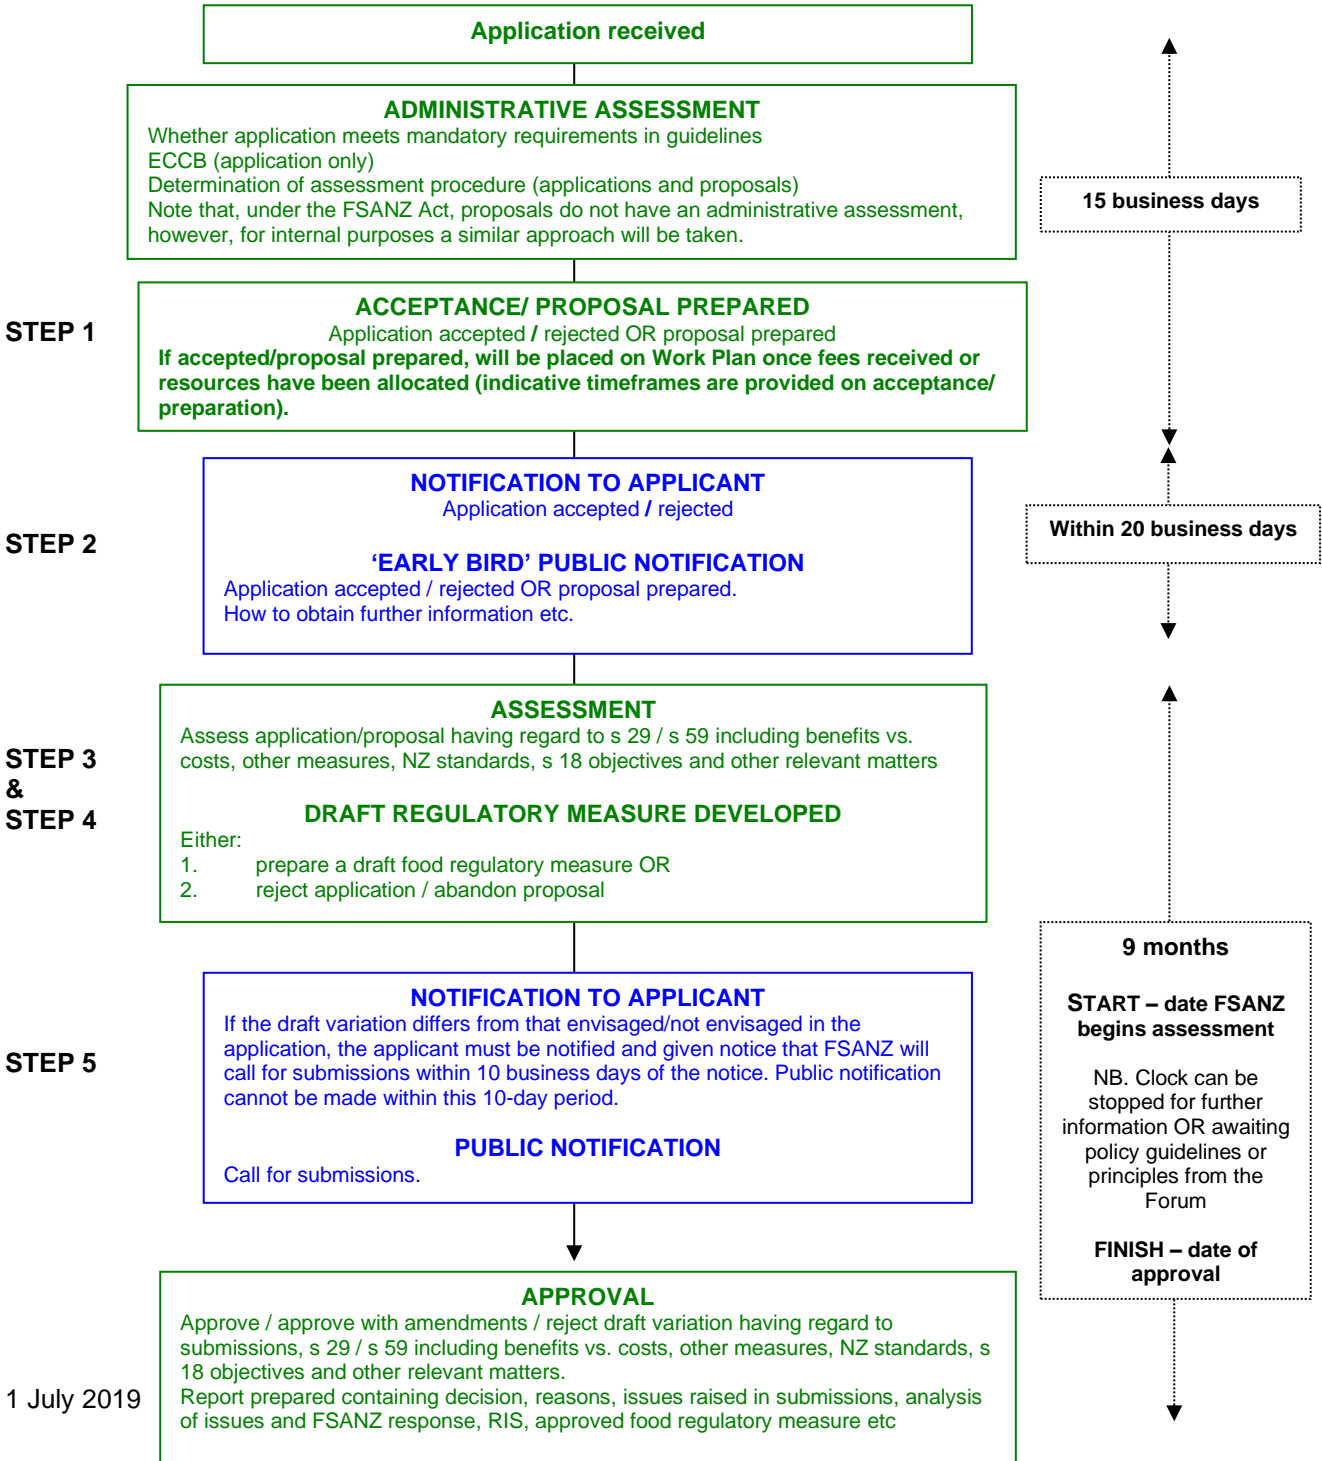 Application received
ADMINISTRATIVE ASSESSMENT
Whether application meets mandatory requirements in guidelines
ECCB (application only)
Determination of assessment procedure (applications and proposals)
Note that, under the FSANZ Act, proposals do not have an administrative assessment,
however, for internal purposes a similar approach will be taken.
15 business days
STEP 1
ACCEPTANCE/ PROPOSAL PREPARED
Application accepted / rejected OR proposal prepared
If accepted/proposal prepared, will be placed on Work Plan once fees received or
resources have been allocated (indicative timeframes are provided on acceptance/
preparation).
STEP 2
NOTIFICATION TO APPLICANT
Application accepted / rejected
‘EARLY BIRD’ PUBLIC NOTIFICATION
Application accepted / rejected OR proposal prepared.
How to obtain further information etc.
Within 20 business days
STEP 3
&
STEP 4
ASSESSMENT
Assess application/proposal having regard to s 29 / s 59 including benefits vs.
costs, other measures, NZ standards, s 18 objectives and other relevant matters
DRAFT REGULATORY MEASURE DEVELOPED
Either:
1. prepare a draft food regulatory measure OR
2. reject application / abandon proposal
STEP 5
NOTIFICATION TO APPLICANT
If the draft variation differs from that envisaged/not envisaged in the
application, the applicant must be notified and given notice that FSANZ will
call for submissions within 10 business days of the notice. Public notification
cannot be made within this 10-day period.
PUBLIC NOTIFICATION
Call for submissions.
9 months
START – date FSANZ
begins assessment
NB. Clock can be
stopped for further
information OR awaiting
policy guidelines or
principles from the
Forum
FINISH – date of
approval
APPROVAL
Approve / approve with amendments / reject draft variation having regard to
submissions, s 29 / s 59 including benefits vs. costs, other measures, NZ standards, s
18 objectives and other relevant matters.
Report prepared containing decision, reasons, issues raised in submissions, analysis
of issues and FSANZ response, RIS, approved food regulatory measure etc
1 July 2019